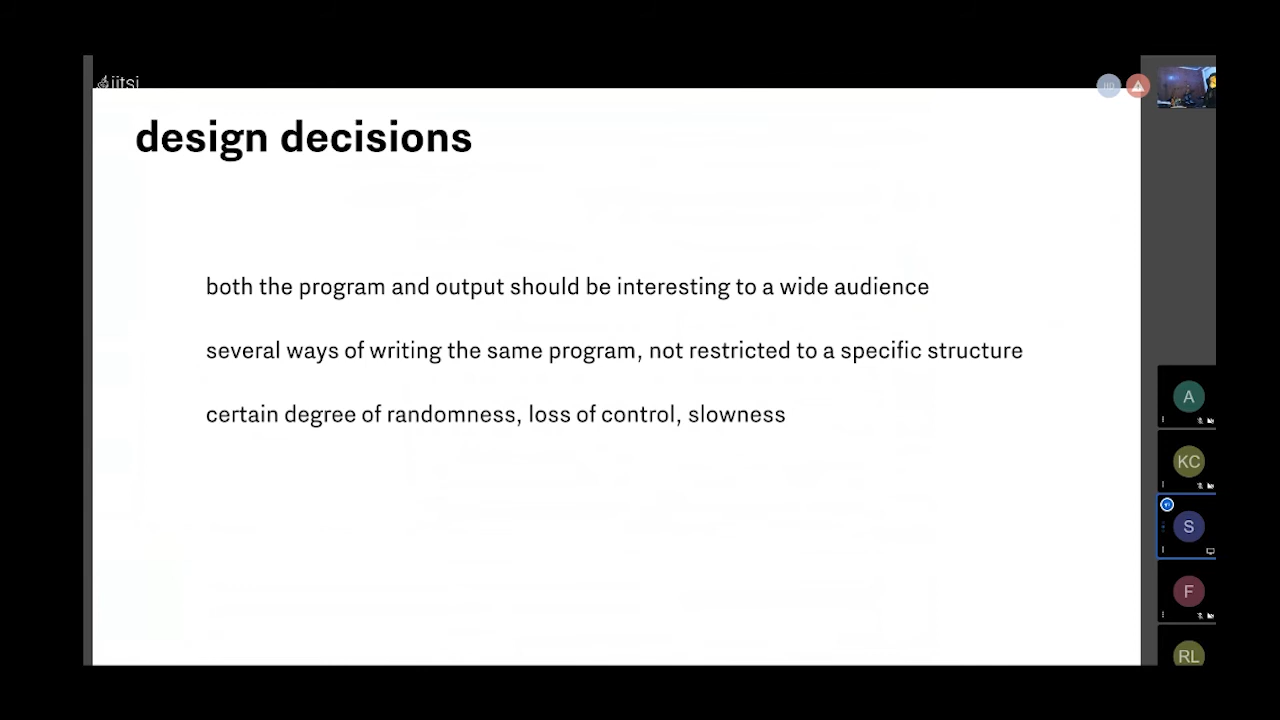 jitsi
design decisions
both the program and output should be interesting to a wide audience
several ways of writing the same program, not restricted to a specific structure
certain degree of randomness, loss of control, slowness
A
KC
S
F
RL